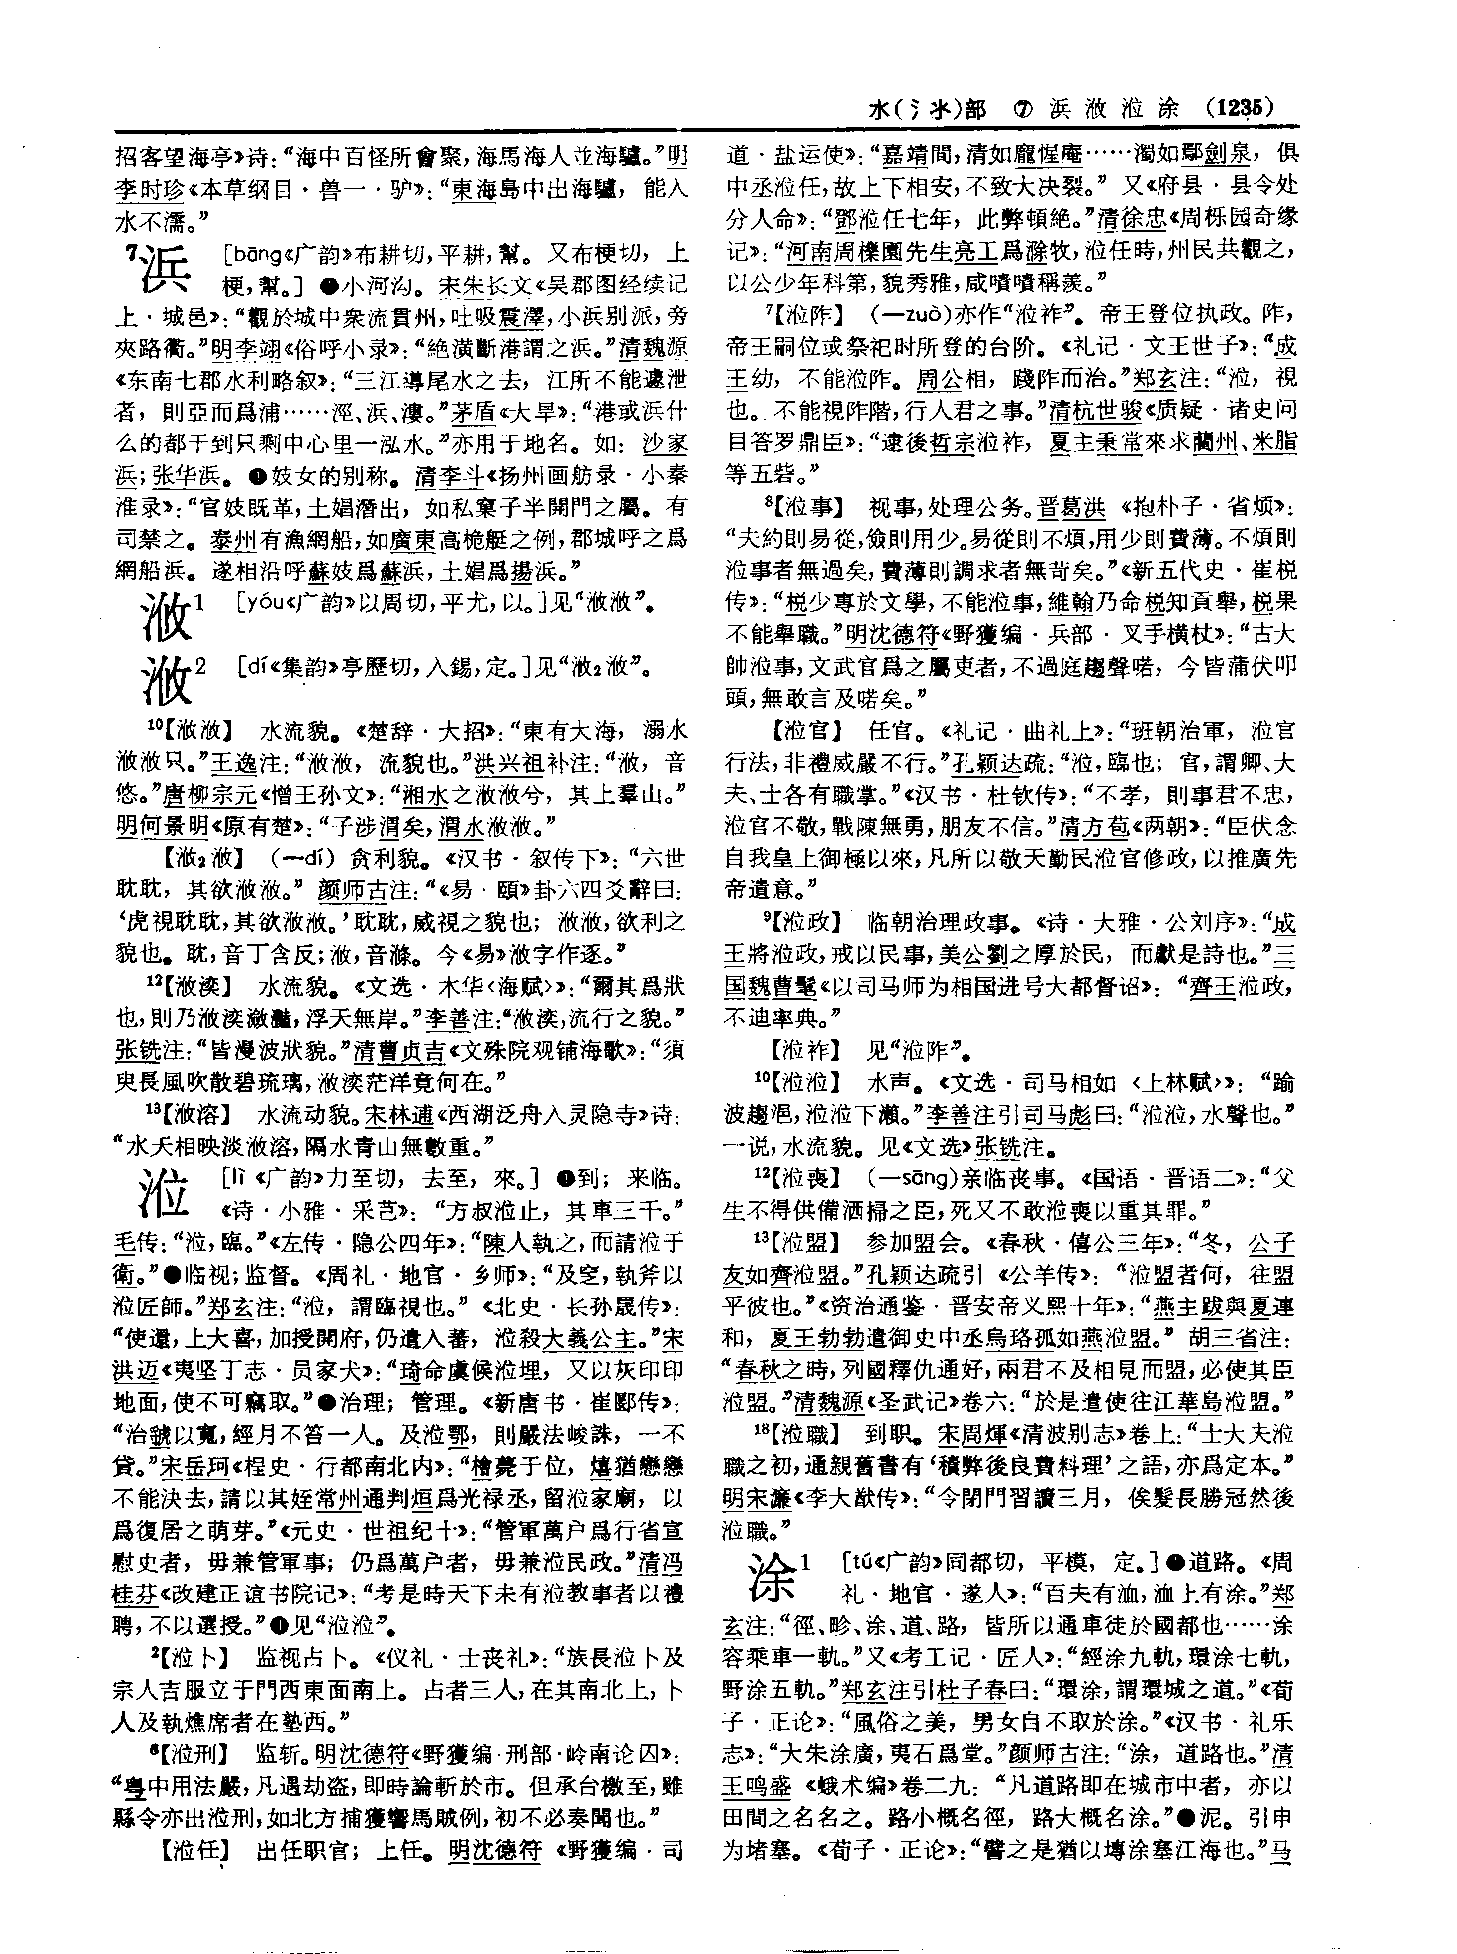 水(氵氺)部　⑦ 浜 浟 涖 涂 (1235)
招客望海亭》诗：“海中百怪所會聚，海馬海人並海驢。”明
李时珍《本草纲目·兽一·驴》：“東海島中出海驢，能入
水不濡。”
7浜　[bāng《广韵》布耕切，平耕，幫。又布梗切，上
梗，幫。] ❶小河沟。宋朱长文《吴郡图经续记
上·城邑》：“觀於城中衆流貫州，吐吸震澤，小浜别派，旁
夾路衢。”明李翊《俗呼小录》：“絶潢斷港謂之浜。”清魏源
《东南七郡水利略叙》：“三江導尾水之去，江所不能遽泄
者，則亞而爲浦……涇、浜、漊。”茅盾《大旱》：“港或浜什
么的都干到只剩中心里一泓水。”亦用于地名。如：沙家
浜；张华浜。❷妓女的别称。清李斗《扬州画舫录·小秦
淮录》：“官妓既革，土娼潛出，如私窠子半開門之屬。有
司禁之。泰州有漁網船，如廣東高桅艇之例，郡城呼之爲
網船浜。遂相沿呼蘇妓爲蘇浜，土娼爲揚浜。”
浟1　[yóu《广韵》以周切，平尤，以。]见“浟浟”。
浟2　[dí《集韵》亭歷切，入錫，定。]见“浟2浟”。
10【浟浟】　水流貌。《楚辞·大招》：“東有大海，溺水
浟浟只。”王逸注：“浟浟，流貌也。”洪兴祖补注：“浟，音
悠。”唐柳宗元《憎王孙文》：“湘水之浟浟兮，其上羣山。”
明何景明《原有楚》：“子涉渭矣，渭水浟浟。”
【浟2浟】　(—dí) 贪利貌。《汉书·叙传下》：“六世
耽耽，其欲浟浟。”颜师古注：“《易·頤》卦六四爻辭曰：
‘虎視耽耽，其欲浟浟。’耽耽，威視之貌也；浟浟，欲利之
貌也。耽，音丁含反；浟，音滌。今《易》浟字作逐。”
12【浟湙】　水流貌。《文选·木华〈海赋〉》：“爾其爲狀
也，則乃浟湙瀲灩，浮天無岸。”李善注：“浟湙，流行之貌。”
张铣注：“皆漫波狀貌。”清曹贞吉《文殊院观铺海歌》：“須
臾長風吹散碧琉璃，浟湙茫洋竟何在。”
13【浟溶】　水流动貌。宋林逋《西湖泛舟入灵隐寺》诗：
“水天相映淡浟溶，隔水青山無數重。”
涖　[lì《广韵》力至切，去至，來。] ❶到；来临。
《诗·小雅·采芑》：“方叔涖止，其車三千。”
毛传：“涖，臨。”《左传·隐公四年》：“陳人執之，而請涖于
衛。”❷临视；监督。《周礼·地官·乡师》：“及窆，執斧以
涖匠師。”郑玄注：“涖，謂臨視也。”《北史·长孙晟传》：
“使還，上大喜，加授開府，仍遣入蕃，涖殺大義公主。”宋
洪迈《夷坚丁志·员家犬》：“琦命虞候涖埋，又以灰印印
地面，使不可竊取。”❸治理；管理。《新唐书·崔郾传》：
“治虢以寬，經月不笞一人。及涖鄂，則嚴法峻誅，一不
貸。”宋岳珂《桯史·行都南北内》：“檜薨于位，熺猶戀戀
不能決去，請以其姪常州通判烜爲光禄丞，留涖家廟，以
爲復居之萌芽。”《元史·世祖纪十》：“管軍萬户爲行省宣
慰史者，毋兼管軍事；仍爲萬户者，毋兼涖民政。”清冯
桂芬《改建正谊书院记》：“考是時天下未有涖教事者以禮
聘，不以選授。”❹见“涖涖”。
2【涖卜】　监视占卜。《仪礼·士丧礼》：“族長涖卜及
宗人吉服立于門西東面南上。占者三人，在其南北上，卜
人及執燋席者在塾西。”
6【涖刑】　监斩。明沈德符《野獲编·刑部·岭南论囚》：
“粵中用法嚴，凡遇劫盜，即時論斬於市。但承台檄至，雖
縣令亦出涖刑，如北方捕獲響馬賊例，初不必奏聞也。”
【涖任】　出任职官；上任。明沈德符《野獲编·司
道·盐运使》：“嘉靖間，清如龐惺庵……濁如鄢劍泉，俱
中丞涖任，故上下相安，不致大决裂。”又《府县·县令处
分人命》：“鄧涖任七年，此弊頓絶。”清徐忠《周栎园奇缘
记》：“河南周櫟園先生亮工爲濰牧，涖任時，州民共觀之，
以公少年科第，貌秀雅，咸嘖嘖稱羨。”
7【涖阼】　(—zuò)亦作“涖祚”。帝王登位执政。阼，
帝王嗣位或祭祀时所登的台阶。《礼记·文王世子》：“成
王幼，不能涖阼。周公相，踐阼而治。”郑玄注：“涖，視
也。不能視阼階，行人君之事。”清杭世骏《质疑·诸史问
目答罗鼎臣》：“逮後哲宗涖祚，夏主秉常來求蘭州、米脂
等五砦。”
8【涖事】　视事，处理公务。晋葛洪《抱朴子·省烦》：
“夫約則易從，儉則用少。易從則不煩，用少則費薄。不煩則
涖事者無過矣，費薄則調求者無苛矣。”《新五代史·崔棁
传》：“棁少專於文學，不能涖事，維翰乃命棁知貢舉，棁果
不能舉職。”明沈德符《野獲编·兵部·叉手横杖》：“古大
帥涖事，文武官爲之屬吏者，不過庭趨聲喏，今皆蒲伏叩
頭，無敢言及喏矣。”
【涖官】　任官。《礼记·曲礼上》：“班朝治軍，涖官
行法，非禮威嚴不行。”孔颖达疏：“涖，臨也；官，謂卿、大
夫、士各有職掌。”《汉书·杜钦传》：“不孝，則事君不忠，
涖官不敬，戰陳無勇，朋友不信。”清方苞《两朝》：“臣伏念
自我皇上御極以來，凡所以敬天勤民涖官修政，以推廣先
帝遺意。”
9【涖政】　临朝治理政事。《诗·大雅·公刘序》：“成
王將涖政，戒以民事，美公劉之厚於民，而獻是詩也。”三
国魏曹髦《以司马师为相国进号大都督诏》：“齊王涖政，
不迪率典。”
【涖祚】　见“涖阼”。
10【涖涖】　水声。《文选·司马相如〈上林赋〉》：“踰
波趨浥，涖涖下瀨。”李善注引司马彪曰：“涖涖，水聲也。”
一说，水流貌。见《文选》张铣注。
12【涖喪】　(—sāng)亲临丧事。《国语·晋语二》：“父
生不得供備洒掃之臣，死又不敢涖喪以重其罪。”
13【涖盟】　参加盟会。《春秋·僖公三年》：“冬，公子
友如齊涖盟。”孔颖达疏引《公羊传》：“涖盟者何，往盟
乎彼也。”《资治通鉴·晋安帝义熙十年》：“燕主跋與夏連
和，夏王勃勃遣御史中丞烏珞孤如燕涖盟。”胡三省注：
“春秋之時，列國釋仇通好，兩君不及相見而盟，必使其臣
涖盟。”清魏源《圣武记》卷六：“於是遣使往江華島涖盟。”
18【涖職】　到职。宋周煇《清波别志》卷上：“士大夫涖
職之初，通親舊書有‘積弊後良費料理’之語，亦爲定本。”
明宋濂《李大猷传》：“令閉門習讀三月，俟髮長勝冠然後
涖職。”
涂1　[tú《广韵》同都切，平模，定。]❶道路。《周
礼·地官·遂人》：“百夫有洫，洫上有涂。”郑
玄注：“徑、畛、涂、道、路，皆所以通車徒於國都也……涂
容乘車一軌。”又《考工记·匠人》：“經涂九軌，環涂七軌，
野涂五軌。”郑玄注引杜子春曰：“環涂，謂環城之道。”《荀
子·正论》：“風俗之美，男女自不取於涂。”《汉书·礼乐
志》：“大朱涂廣，夷石爲堂。”颜师古注：“涂，道路也。”清
王鸣盛《蛾术编》卷二九：“凡道路即在城市中者，亦以
田間之名名之。路小概名徑，路大概名涂。”❷泥。引申
为堵塞。《荀子·正论》：“譬之是猶以塼涂塞江海也。”马